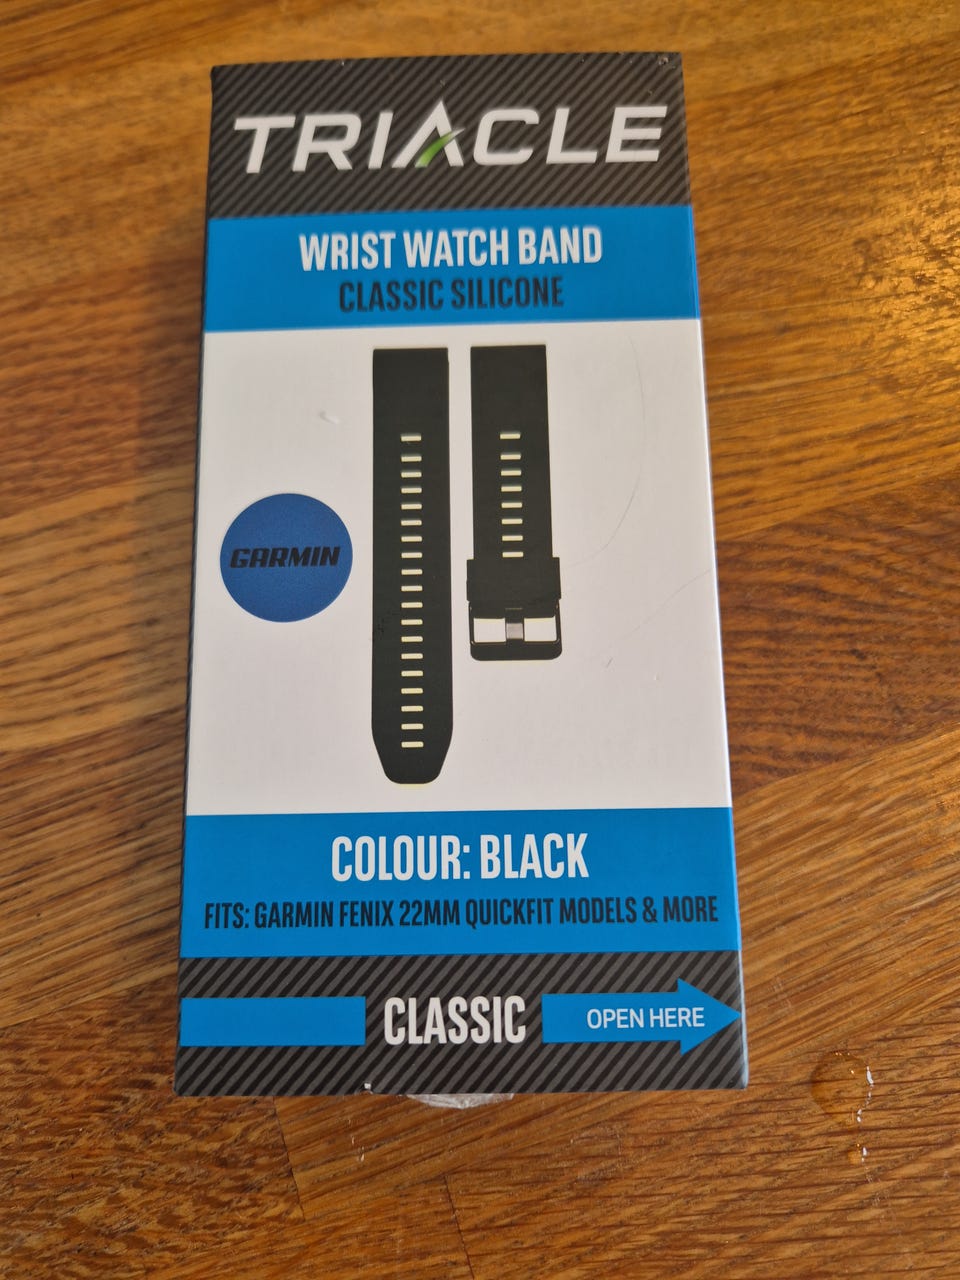 TRIACLE
WRIST WATCH BAND
CLASSIC SILICONE
GARMIN
COLOUR: BLACK
FITS: GARMIN FENIX 22MM QUICKFIT MODELS & MORE
CLASSIC
OPEN HERE